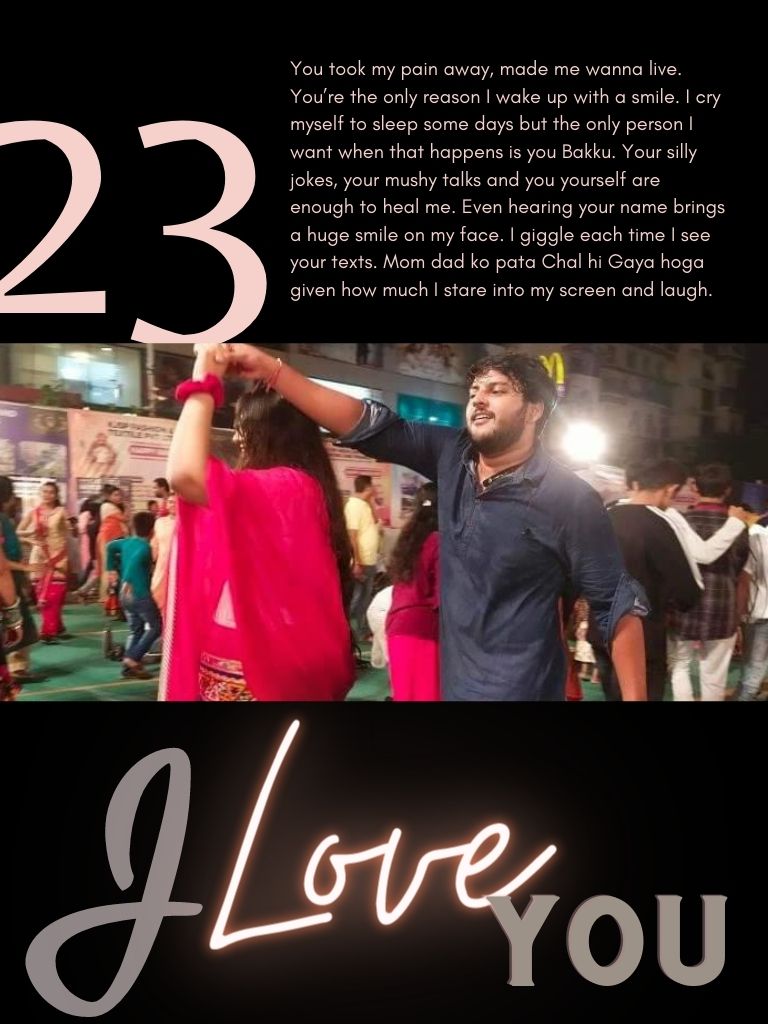 23
You took my pain away, made me wanna live.
You’re the only reason I wake up with a smile. I cry
myself to sleep some days but the only person I
want when that happens is you Bakku. Your silly
jokes, your mushy talks and you yourself are
enough to heal me. Even hearing your name brings
a huge smile on my face. I giggle each time I see
your texts. Mom dad ko pata Chal hi Gaya hoga
given how much I stare into my screen and laugh.
I Love YOU